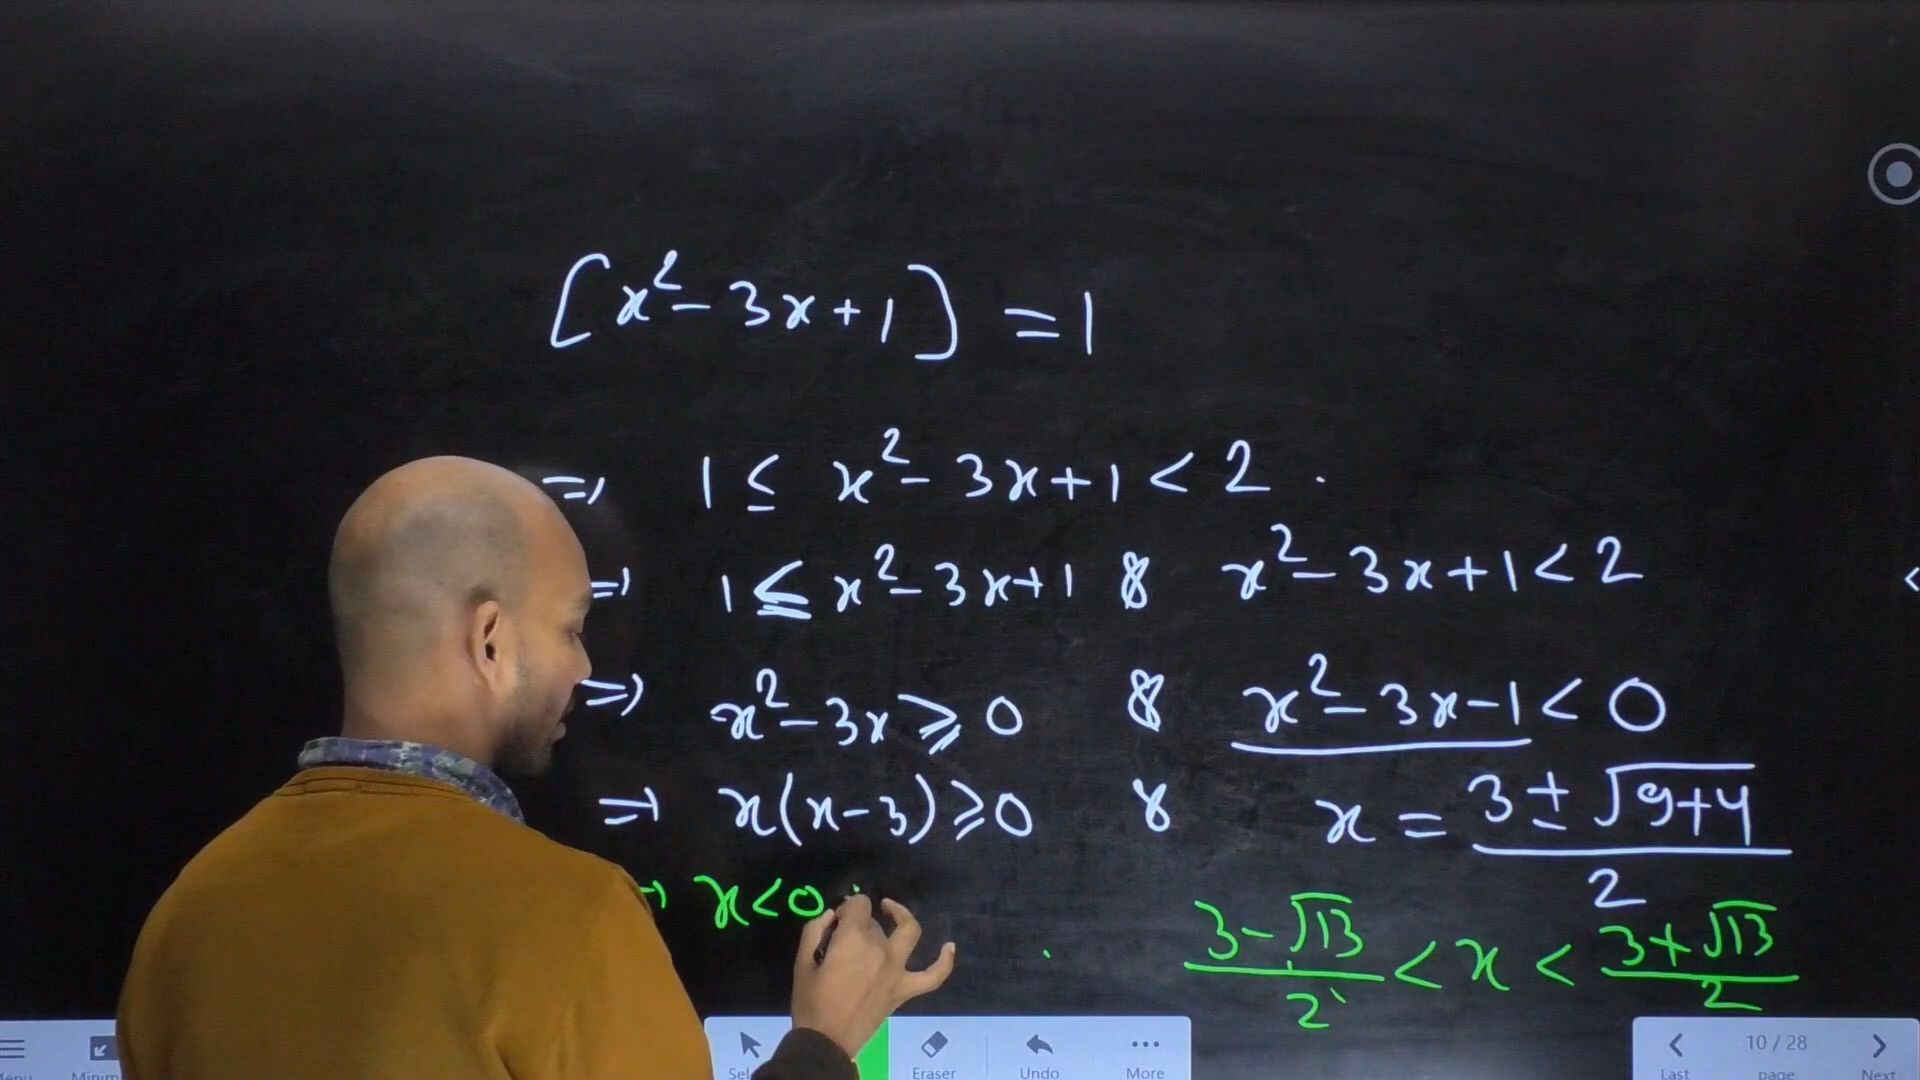 [x²-3x+1] = 1
⇒ 1 ≤ x²-3x+1 < 2 .
⇒ 1 ≤ x²-3x+1 & x²-3x+1 < 2
⇒ x²-3x ≥ 0 & x²-3x-1 < 0
⇒ x(x-3) ≥ 0 & x = (3 ± √(9+4))/2
⇒ x < 0 (3-√13)/2 < x < (3+√13)/2
Eraser Undo More Last 10 / 28 page Next